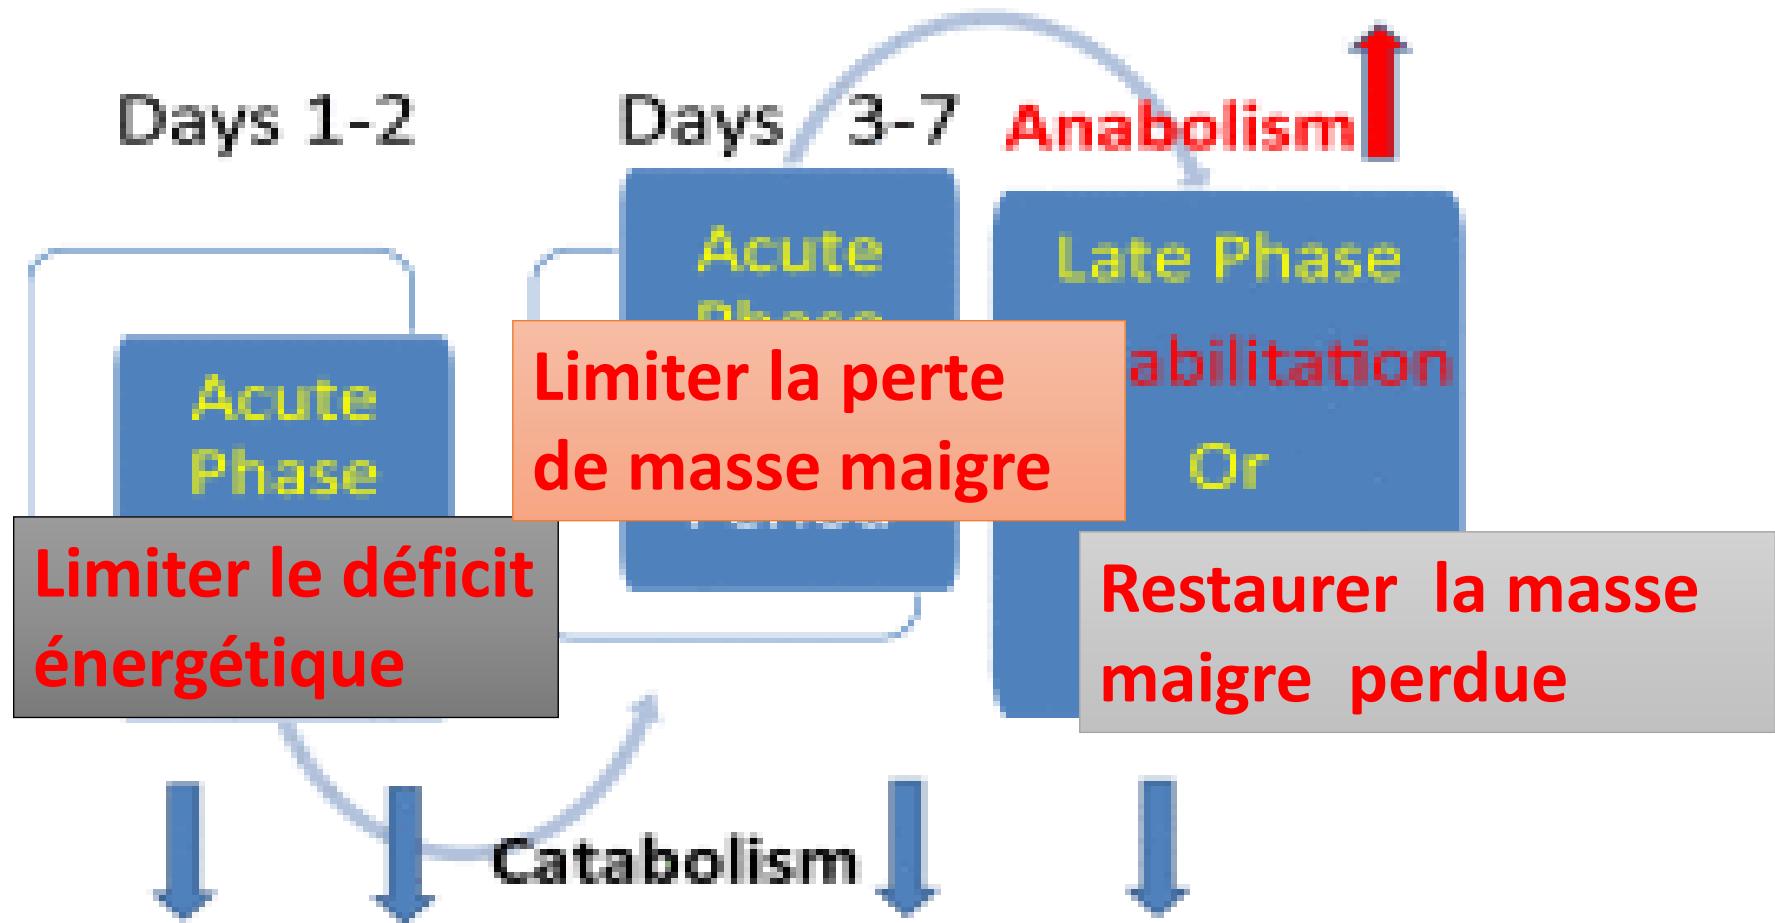 Days 1-2
Days 3-7
Anabolism
Acute
Phase
Acute
Late Phase
abilitation
Or
Limiter le déficit
énergétique
Limiter la perte
de masse maigre
Restaurer la masse
maigre perdue
Catabolism